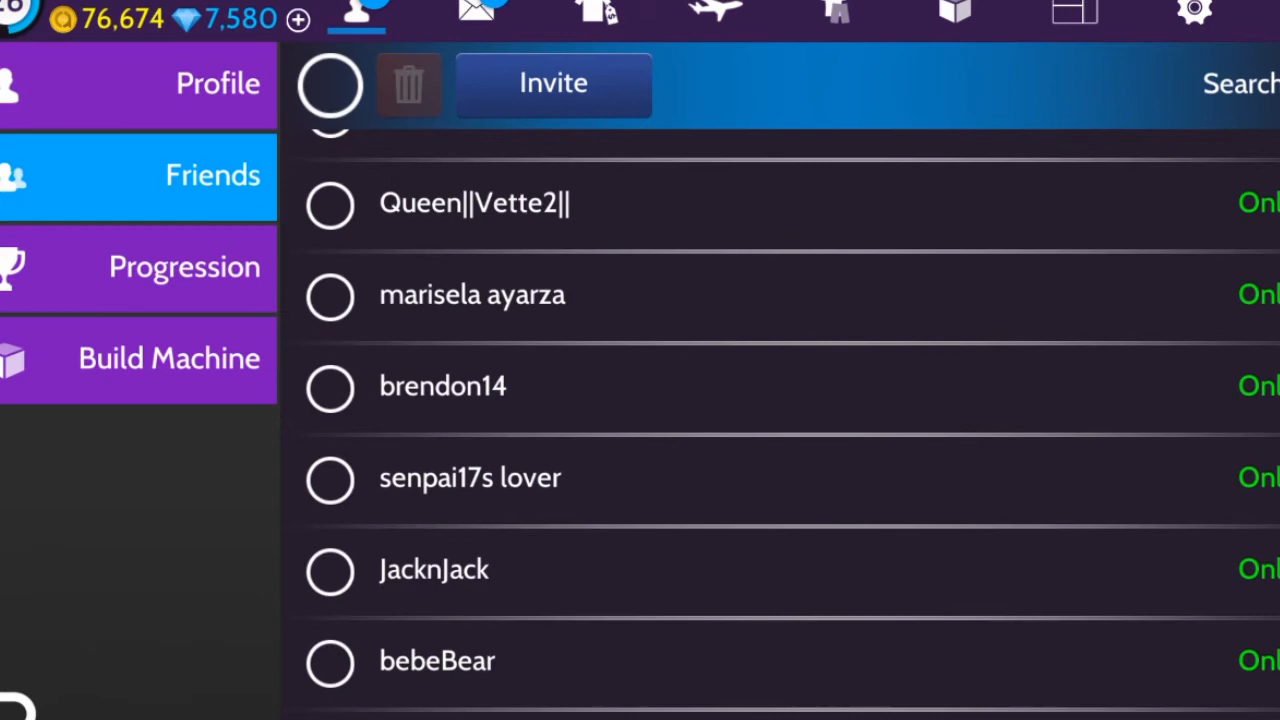 76,674 7,580
Profile
Friends
Progression
Build Machine
Invite
Search
Queen||Vette2||
marisela ayarza
brendon14
senpai17s lover
JacknJack
bebeBear